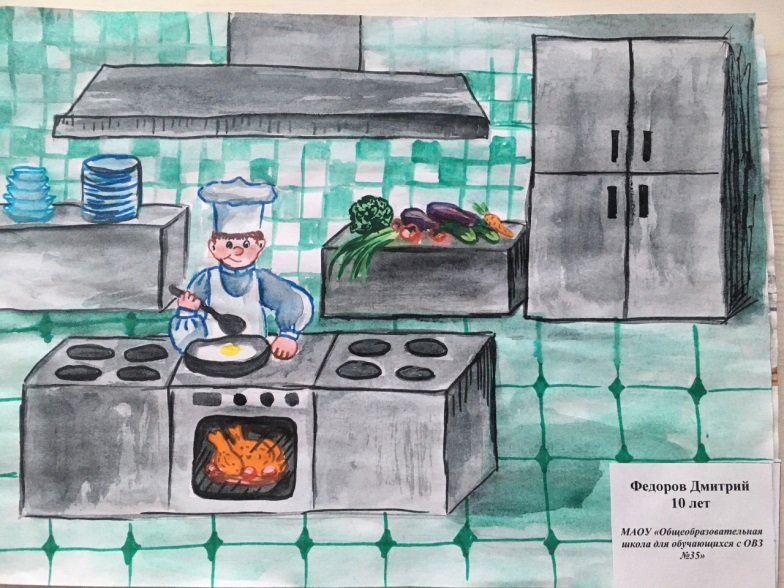 Федоров Дмитрий
10 лет
МАОУ «Общеобразовательная
школа для обучающихся с ОВЗ
№35»